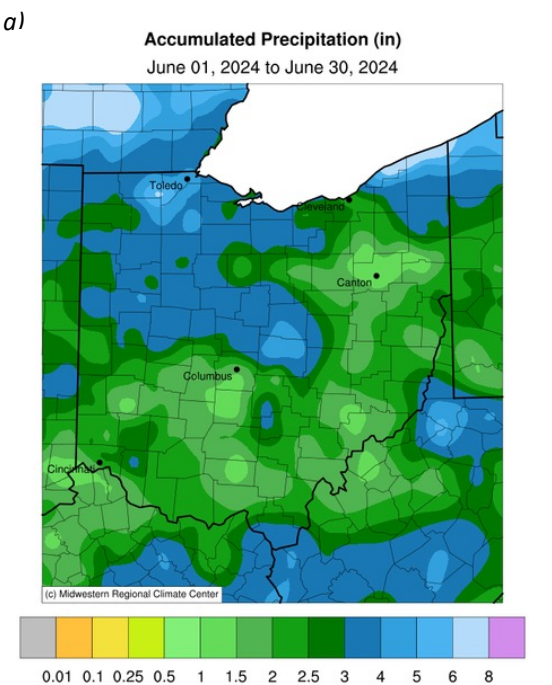 a)
Accumulated Precipitation (in)
June 01, 2024 to June 30, 2024
Toledo
Cleveland
Canton
Columbus
Cincinnati
(c) Midwestern Regional Climate Center
0.01 0.1 0.25 0.5 1 1.5 2 2.5 3 4 5 6 8